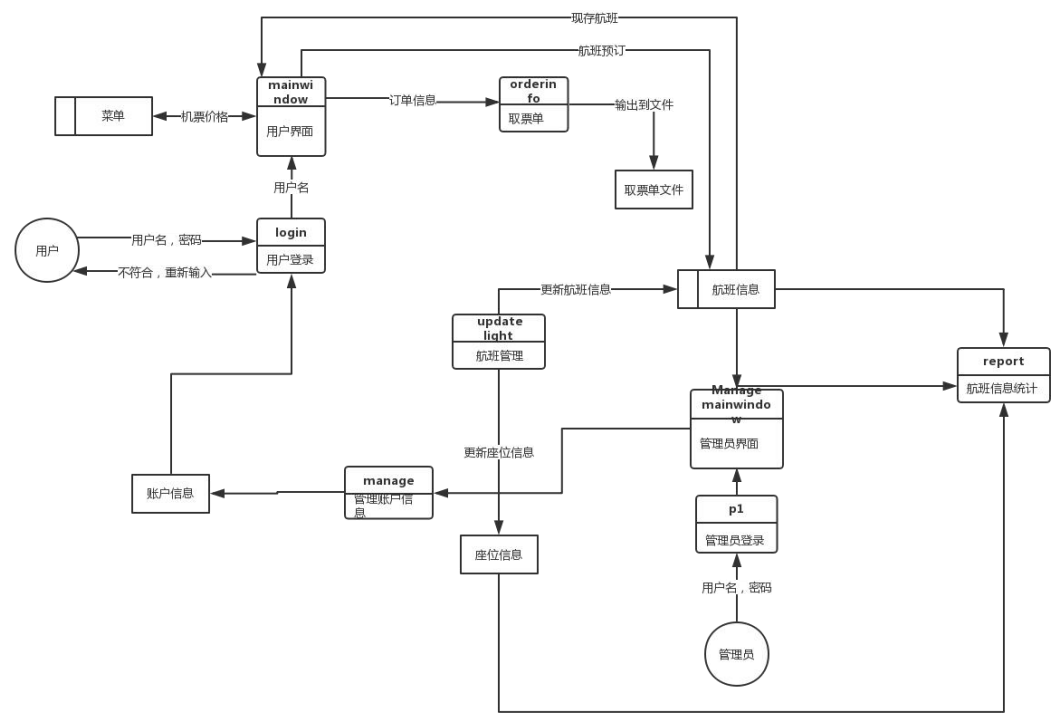 现存航班
航班预订
mainwi
ndow
用户界面
菜单
机票价格
订单信息
orderin
fo
取票单
输出到文件
取票单文件
用户名
login
用户登录
用户
用户名，密码
不符合，重新输入
更新航班信息
航班信息
update
light
航班管理
report
航班信息统计
Manage
mainwindo
w
管理员界面
更新座位信息
manage
管理账户信
息
账户信息
p1
管理员登录
座位信息
用户名，密码
管理员